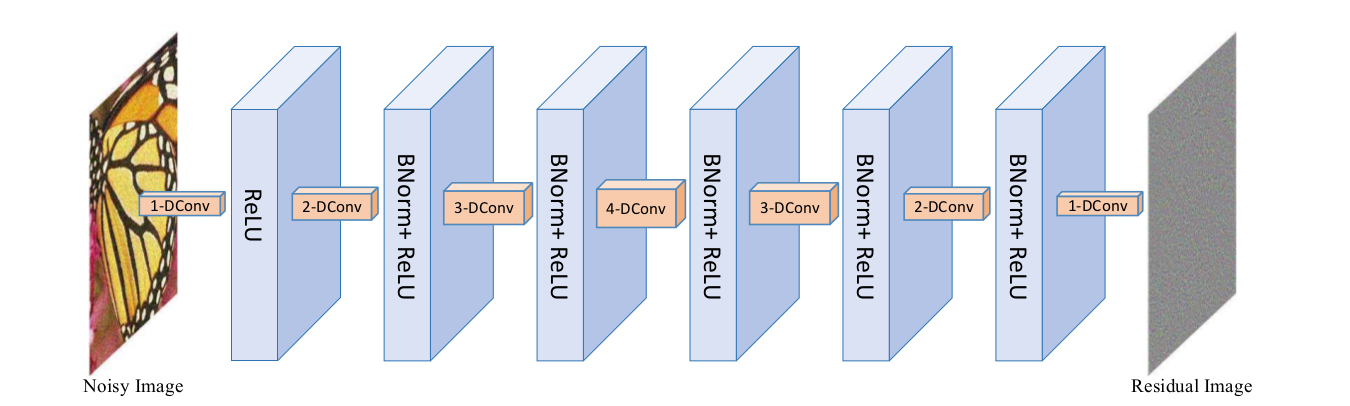 1-DConv
ReLU
2-DConv
BNorm+ ReLU
3-DConv
BNorm+ ReLU
4-DConv
BNorm+ ReLU
3-DConv
BNorm+ ReLU
2-DConv
BNorm+ ReLU
1-DConv
Noisy Image
Residual Image